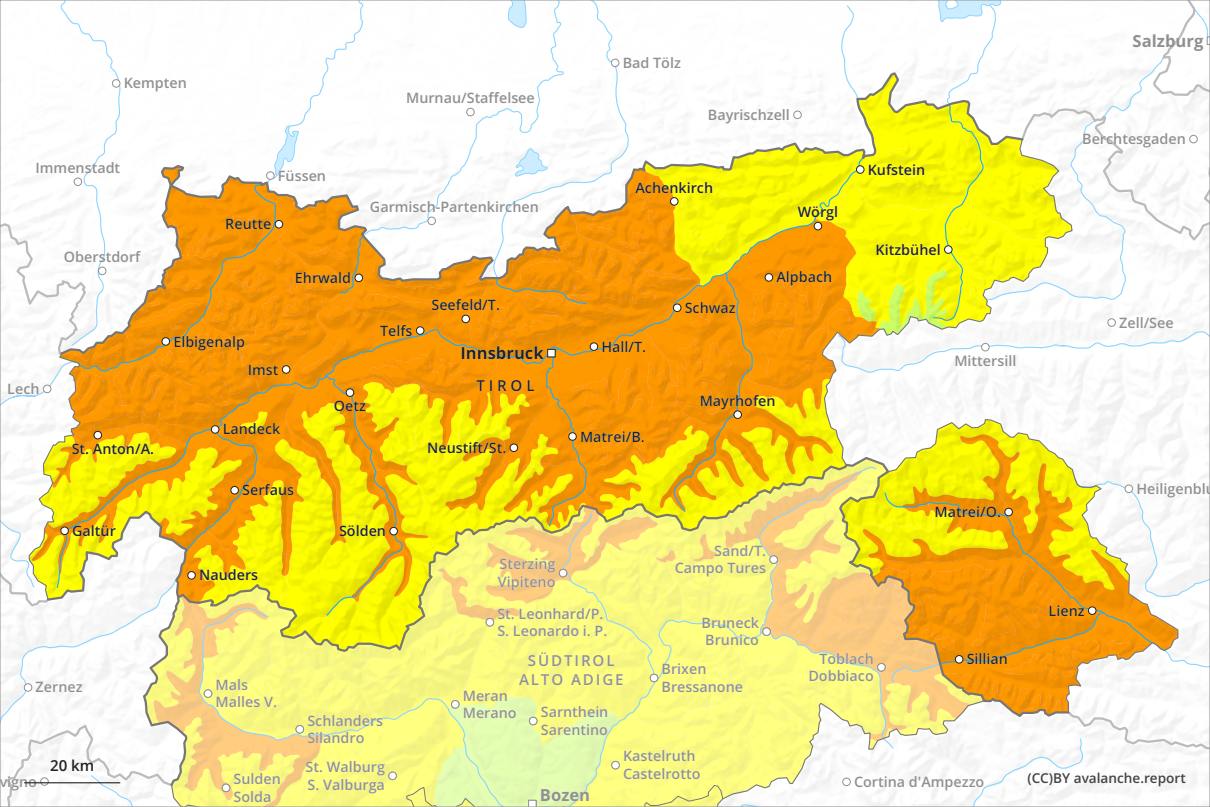 Salzburg
Bad Tölz
Kempten
Murnau/Staffelsee
Bayrischzell
Berchtesgaden
Immenstadt
Füssen
Kufstein
Achenkirch
Garmisch-Partenkirchen
Wörgl
Reutte
Kitzbühel
Oberstdorf
Ehrwald
Alpbach
Seefeld/T.
Schwaz
Zell/See
Telfs
Elbigenalp
Innsbruck
Hall/T.
Mittersill
Imst
TIROL
Lech
Oetz
Mayrhofen
Landeck
Matrei/B.
St. Anton/A.
Neustift/St.
Serfaus
Heiligenblu
Matrei/O.
Galtür
Sölden
Sand/T.
Campo Tures
Sterzing
Vipiteno
Nauders
St. Leonhard/P.
S. Leonardo i. P.
Lienz
Bruneck
Brunico
SÜDTIROL
ALTO ADIGE
Toblach
Dobbiaco
Sillian
Brixen
Bressanone
Zernez
Mals
Malles V.
Meran
Merano
Sarnthein
Sarentino
Schlanders
Silandro
Kastelruth
Castelrotto
20 km
St. Walburg
S. Valburga
Sulden
Solda
vigno
Cortina d'Ampezzo
(CC)BY avalanche.report
Bozen